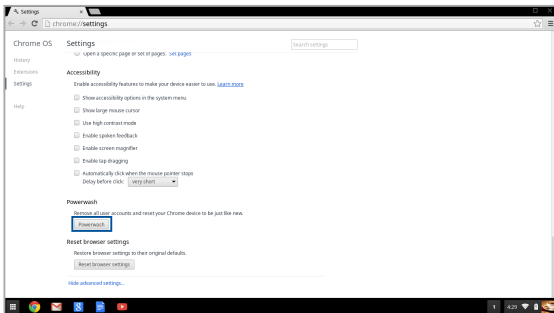 Settings
chrome://settings
Chrome OS
Settings
Search settings
History
Extensions
Settings
Help
Open a specific page or set of pages. Set pages
Accessibility
Enable accessibility features to make your device easier to use. Learn more
Show accessibility options in the system menu
Show large mouse cursor
Use high contrast mode
Enable spoken feedback
Enable screen magnifier
Enable tap dragging
Automatically click when the mouse pointer stops
Delay before click: very short
Powerwash
Remove all user accounts and reset your Chrome device to be just like new.
Powerwash
Reset browser settings
Restore browser settings to their original defaults.
Reset browser settings
Hide advanced settings...
8
1 4:29